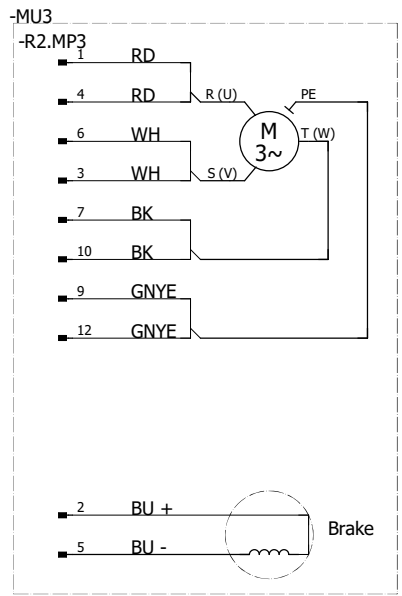 -MU3
-R2.MP3
1 RD
4 RD R (U) PE
6 WH M 3~ T (W)
3 WH S (V)
7 BK
10 BK
9 GNYE
12 GNYE
2 BU +
Brake
5 BU -